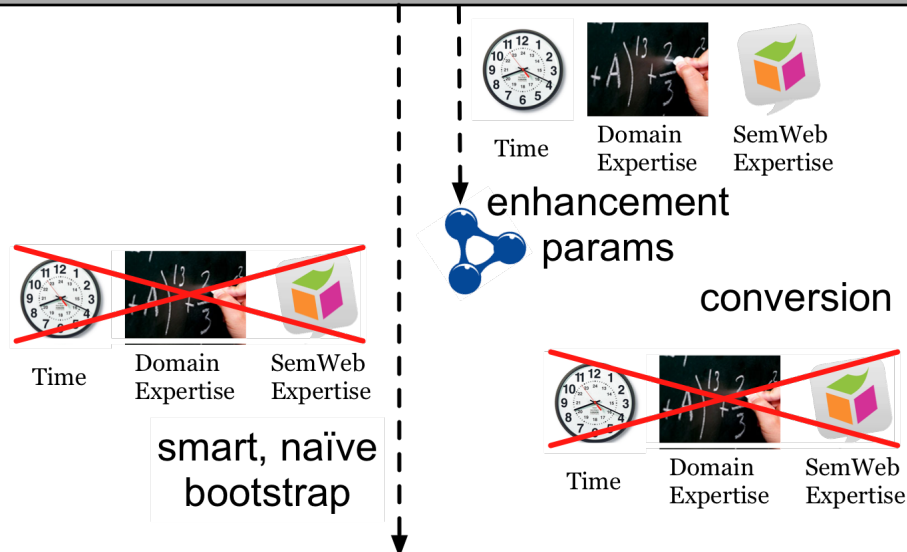 Time
Domain
Expertise
SemWeb
Expertise
enhancement
params
conversion
Time
Domain
Expertise
SemWeb
Expertise
smart, naïve
bootstrap
Time
Domain
Expertise
SemWeb
Expertise